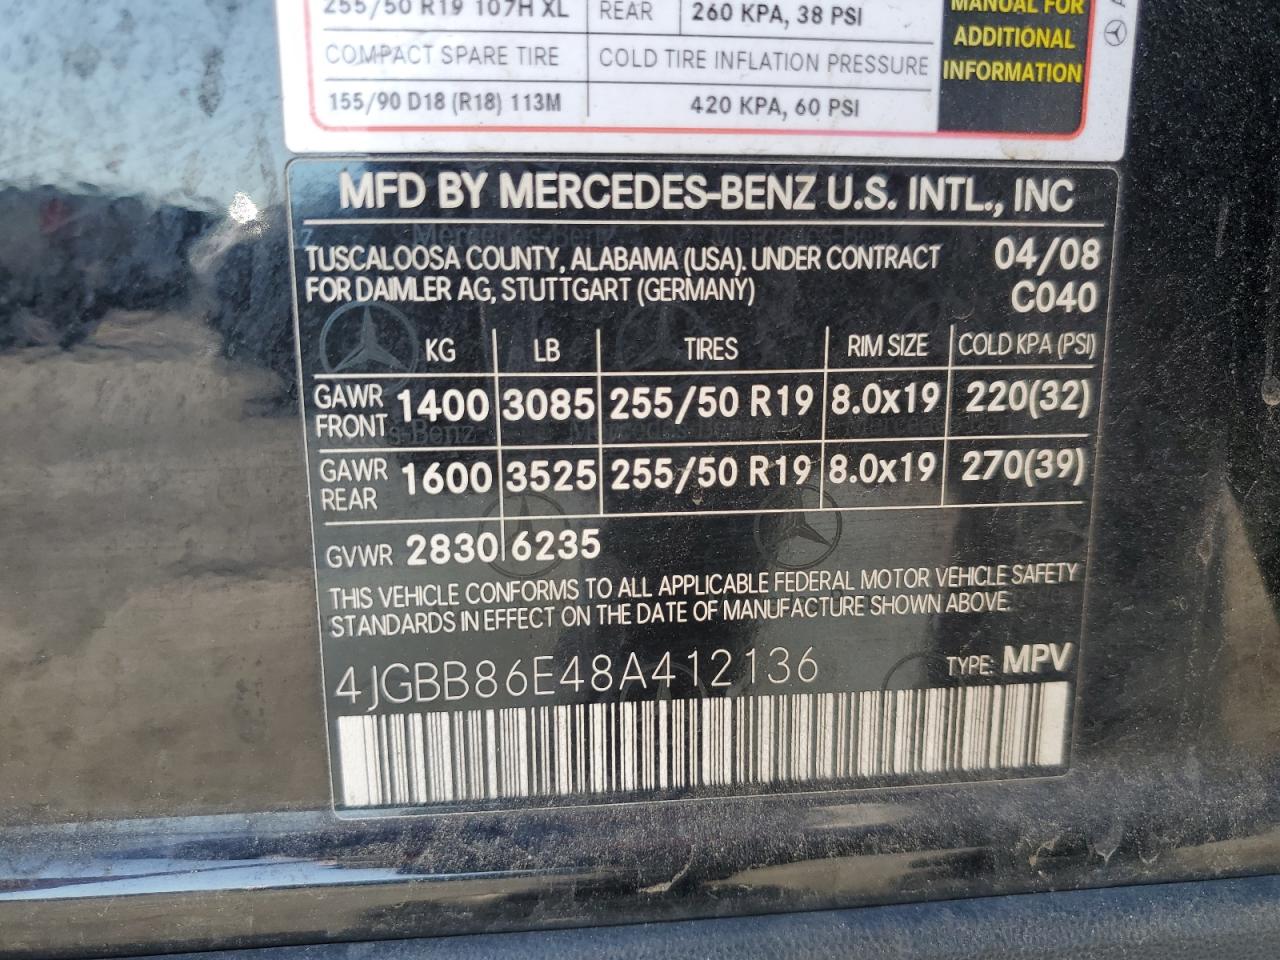 255/50 R19 107H XL REAR 260 KPA, 38 PSI
MANUAL FOR
ADDITIONAL
INFORMATION
COMPACT SPARE TIRE COLD TIRE INFLATION PRESSURE
155/90 D18 (R18) 113M 420 KPA, 60 PSI
MFD BY MERCEDES-BENZ U.S. INTL., INC
TUSCALOOSA COUNTY, ALABAMA (USA). UNDER CONTRACT 04/08
FOR DAIMLER AG, STUTTGART (GERMANY) C040
KG LB TIRES RIM SIZE COLD KPA (PSI)
GAWR FRONT 1400 3085 255/50 R19 8.0x19 220(32)
GAWR REAR 1600 3525 255/50 R19 8.0x19 270(39)
GVWR 2830 6235
THIS VEHICLE CONFORMS TO ALL APPLICABLE FEDERAL MOTOR VEHICLE SAFETY
STANDARDS IN EFFECT ON THE DATE OF MANUFACTURE SHOWN ABOVE.
4JGBB86E48A412136 TYPE: MPV